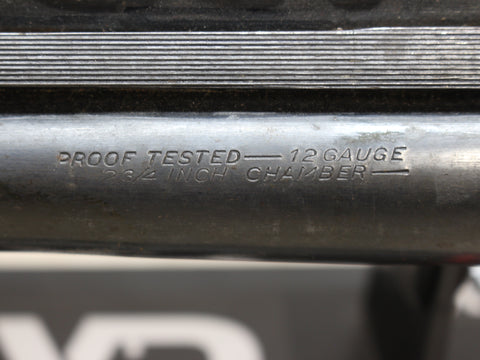 PROOF TESTED— 12 GAUGE
2 3/4 INCH CHAMBER—